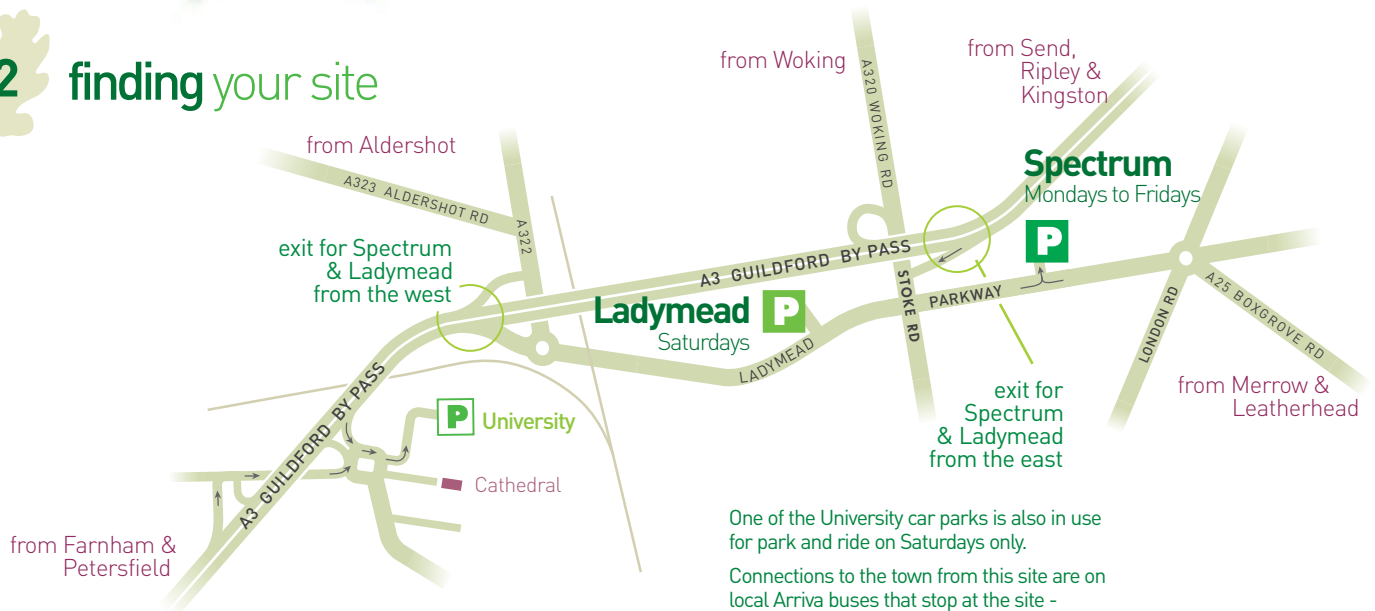 2
finding your site
from Woking
from Send,
Ripley &
Kingston
A320 WOKING RD
from Aldershot
A323 ALDERSHOT RD
A322
Spectrum
Mondays to Fridays
P
exit for Spectrum
& Ladymead
from the west
A3 GUILDFORD BY PASS
Ladymead
Saturdays
P
STOKE RD
PARKWAY
LADYMEAD
LONDON RD
A25 BOXGROVE RD
from Merrow &
Leatherhead
exit for
Spectrum
& Ladymead
from the east
A3 GUILDFORD BY PASS
P University
Cathedral
from Farnham &
Petersfield
One of the University car parks is also in use
for park and ride on Saturdays only.
Connections to the town from this site are on
local Arriva buses that stop at the site -